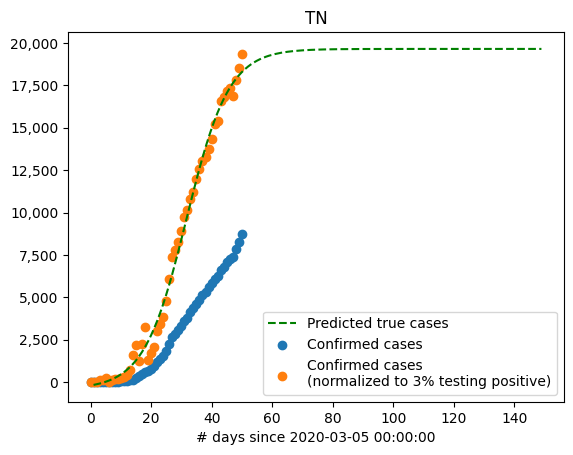 TN
20,000
17,500
15,000
12,500
10,000
7,500
5,000
2,500
0
Predicted true cases
Confirmed cases
Confirmed cases
(normalized to 3% testing positive)
0 20 40 60 80 100 120 140
# days since 2020-03-05 00:00:00